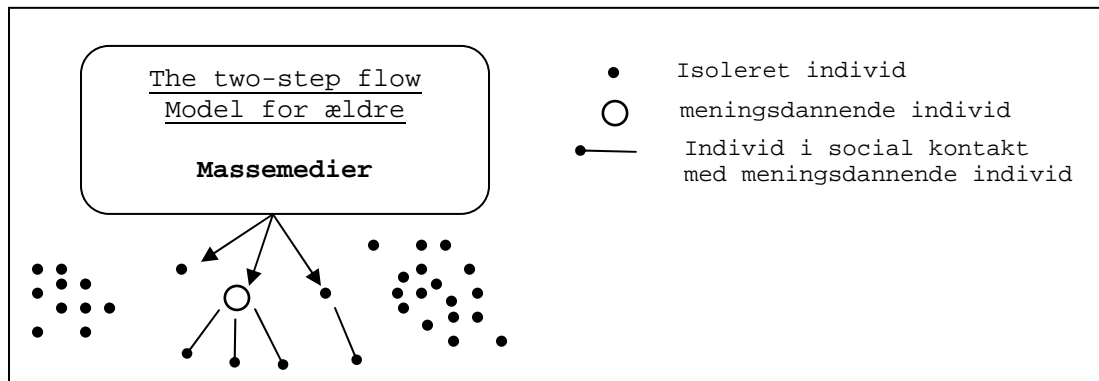 The two-step flow
Model for ældre
Massemedier
Isoleret individ
meningsdannende individ
Individ i social kontakt
med meningsdannende individ